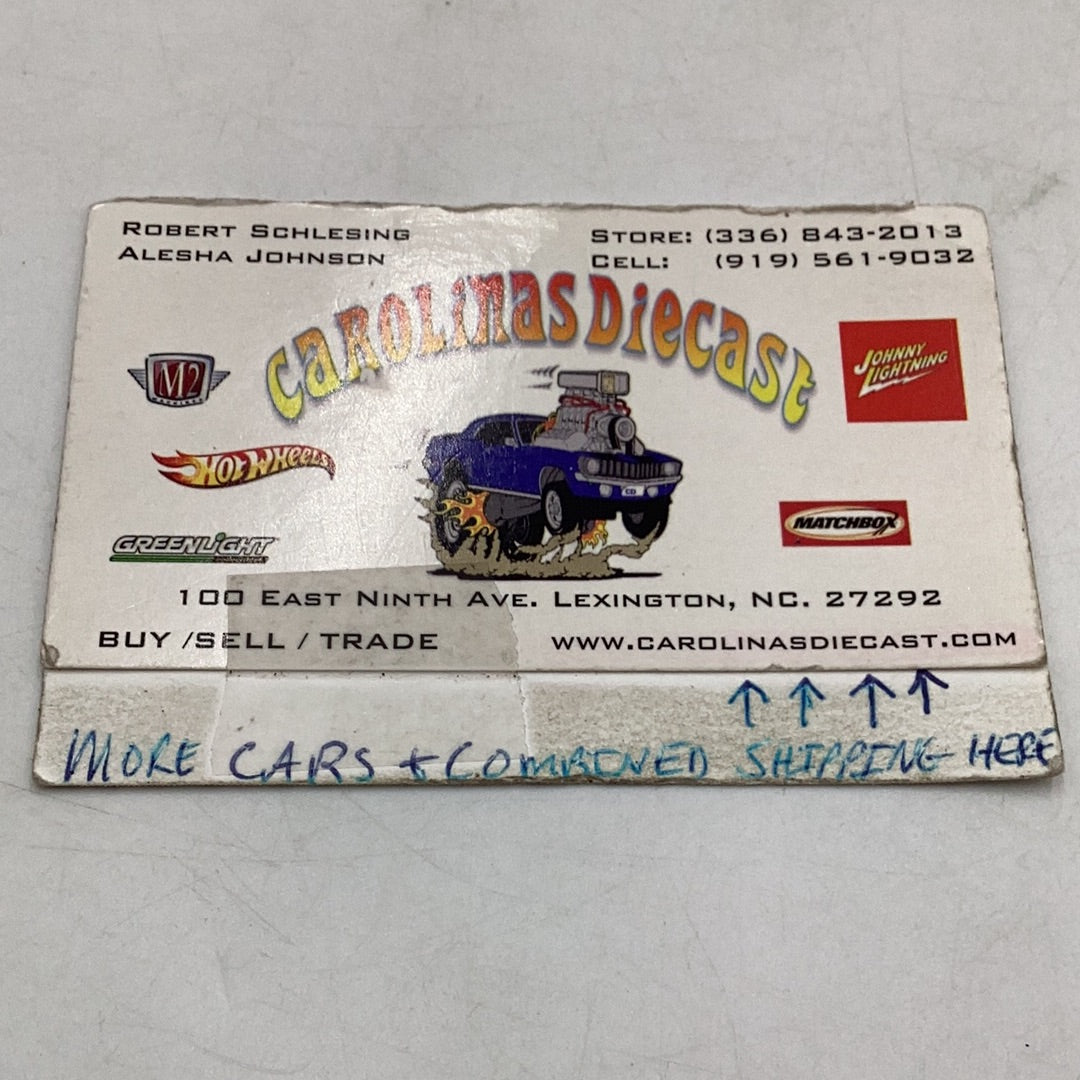 ROBERT SCHLESING
ALESHA JOHNSON
STORE: (336) 843-2013
CELL: (919) 561-9032
CAROLINAS DIECAST
M2
MACHINES
JOHNNY
LIGHTNING
HOT WHEELS
MATCHBOX
GREENLIGHT
CD
100 EAST NINTH AVE. LEXINGTON, NC. 27292
BUY /SELL / TRADE
WWW.CAROLINASDIECAST.COM
↑ ↑ ↑ ↑
MORE CARS + COMBINED SHIPPING HERE